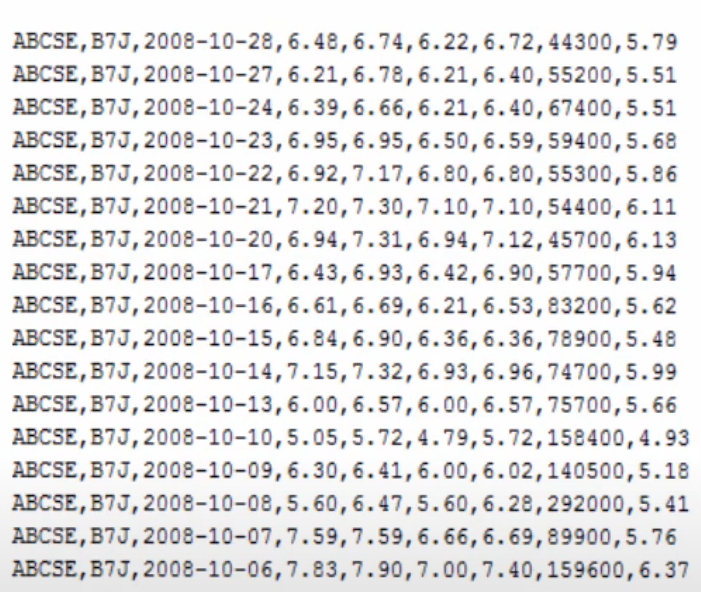 ABCSE,B7J,2008-10-28,6.48,6.74,6.22,6.72,44300,5.79
ABCSE,B7J,2008-10-27,6.21,6.78,6.21,6.40,55200,5.51
ABCSE,B7J,2008-10-24,6.39,6.66,6.21,6.40,67400,5.51
ABCSE,B7J,2008-10-23,6.95,6.95,6.50,6.59,59400,5.68
ABCSE,B7J,2008-10-22,6.92,7.17,6.80,6.80,55300,5.86
ABCSE,B7J,2008-10-21,7.20,7.30,7.10,7.10,54400,6.11
ABCSE,B7J,2008-10-20,6.94,7.31,6.94,7.12,45700,6.13
ABCSE,B7J,2008-10-17,6.43,6.93,6.42,6.90,57700,5.94
ABCSE,B7J,2008-10-16,6.61,6.69,6.21,6.53,83200,5.62
ABCSE,B7J,2008-10-15,6.84,6.90,6.36,6.36,78900,5.48
ABCSE,B7J,2008-10-14,7.15,7.32,6.93,6.96,74700,5.99
ABCSE,B7J,2008-10-13,6.00,6.57,6.00,6.57,75700,5.66
ABCSE,B7J,2008-10-10,5.05,5.72,4.79,5.72,158400,4.93
ABCSE,B7J,2008-10-09,6.30,6.41,6.00,6.02,140500,5.18
ABCSE,B7J,2008-10-08,5.60,6.47,5.60,6.28,292000,5.41
ABCSE,B7J,2008-10-07,7.59,7.59,6.66,6.69,89900,5.76
ABCSE,B7J,2008-10-06,7.83,7.90,7.00,7.40,159600,6.37